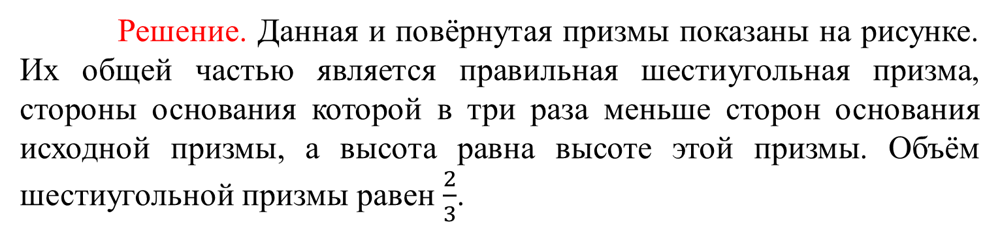 Решение. Данная и повёрнутая призмы показаны на рисунке.
Их общей частью является правильная шестиугольная призма,
стороны основания которой в три раза меньше сторон основания
исходной призмы, а высота равна высоте этой призмы. Объём
шестиугольной призмы равен 2/3.